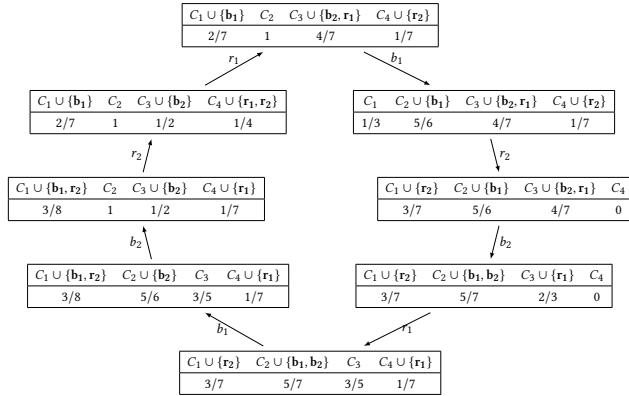 C₁ ∪ {b₁} C₂ C₃ ∪ {b₂, r₁} C₄ ∪ {r₂}
2/7 1 4/7 1/7
r₁ b₁
C₁ ∪ {b₁} C₂ C₃ ∪ {b₂} C₄ ∪ {r₁, r₂}
2/7 1 1/2 1/4
C₁ C₂ ∪ {b₁} C₃ ∪ {b₂, r₁} C₄ ∪ {r₂}
1/3 5/6 4/7 1/7
r₂ r₂
C₁ ∪ {b₁, r₂} C₂ C₃ ∪ {b₂} C₄ ∪ {r₁}
3/8 1 1/2 1/7
C₁ ∪ {r₂} C₂ ∪ {b₁} C₃ ∪ {b₂, r₁} C₄
3/7 5/6 4/7 0
b₂ b₂
C₁ ∪ {b₁, r₂} C₂ ∪ {b₂} C₃ C₄ ∪ {r₁}
3/8 5/6 3/5 1/7
C₁ ∪ {r₂} C₂ ∪ {b₁, b₂} C₃ ∪ {r₁} C₄
3/7 5/7 2/3 0
b₁ r₁
C₁ ∪ {r₂} C₂ ∪ {b₁, b₂} C₃ C₄ ∪ {r₁}
3/7 5/7 3/5 1/7